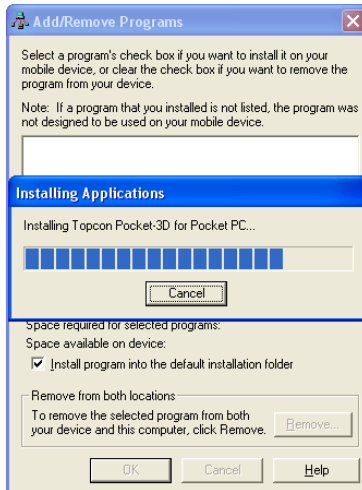 Add/Remove Programs
Select a program's check box if you want to install it on your
mobile device, or clear the check box if you want to remove the
program from your device.
Note: If a program that you installed is not listed, the program was
not designed to be used on your mobile device.
Installing Applications
Installing Topcon Pocket-3D for Pocket PC...
Cancel
Space required for selected programs:
Space available on device:
Install program into the default installation folder
Remove from both locations
To remove the selected program from both
your device and this computer, click Remove.
Remove...
OK
Cancel
Help